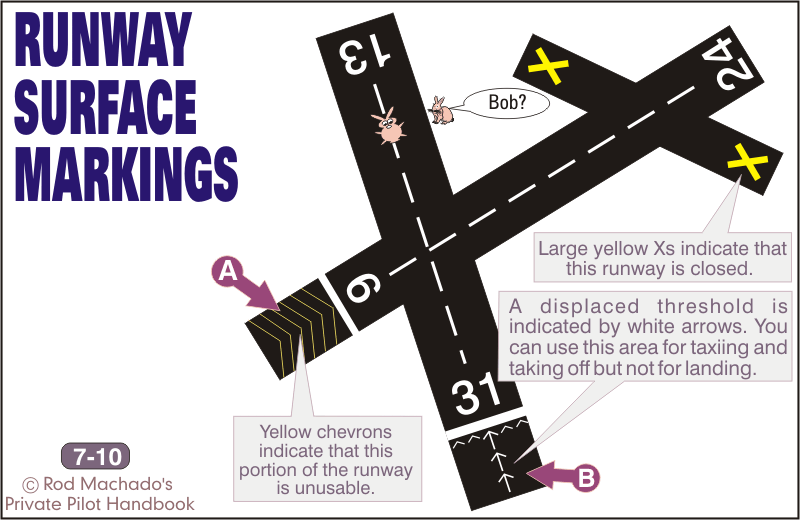 RUNWAY
SURFACE
MARKINGS
13
24
Bob?
X
X
Large yellow Xs indicate that
this runway is closed.
A
6
A displaced threshold is
indicated by white arrows. You
can use this area for taxiing and
taking off but not for landing.
31
Yellow chevrons
indicate that this
portion of the runway
is unusable.
B
7-10
© Rod Machado's
Private Pilot Handbook